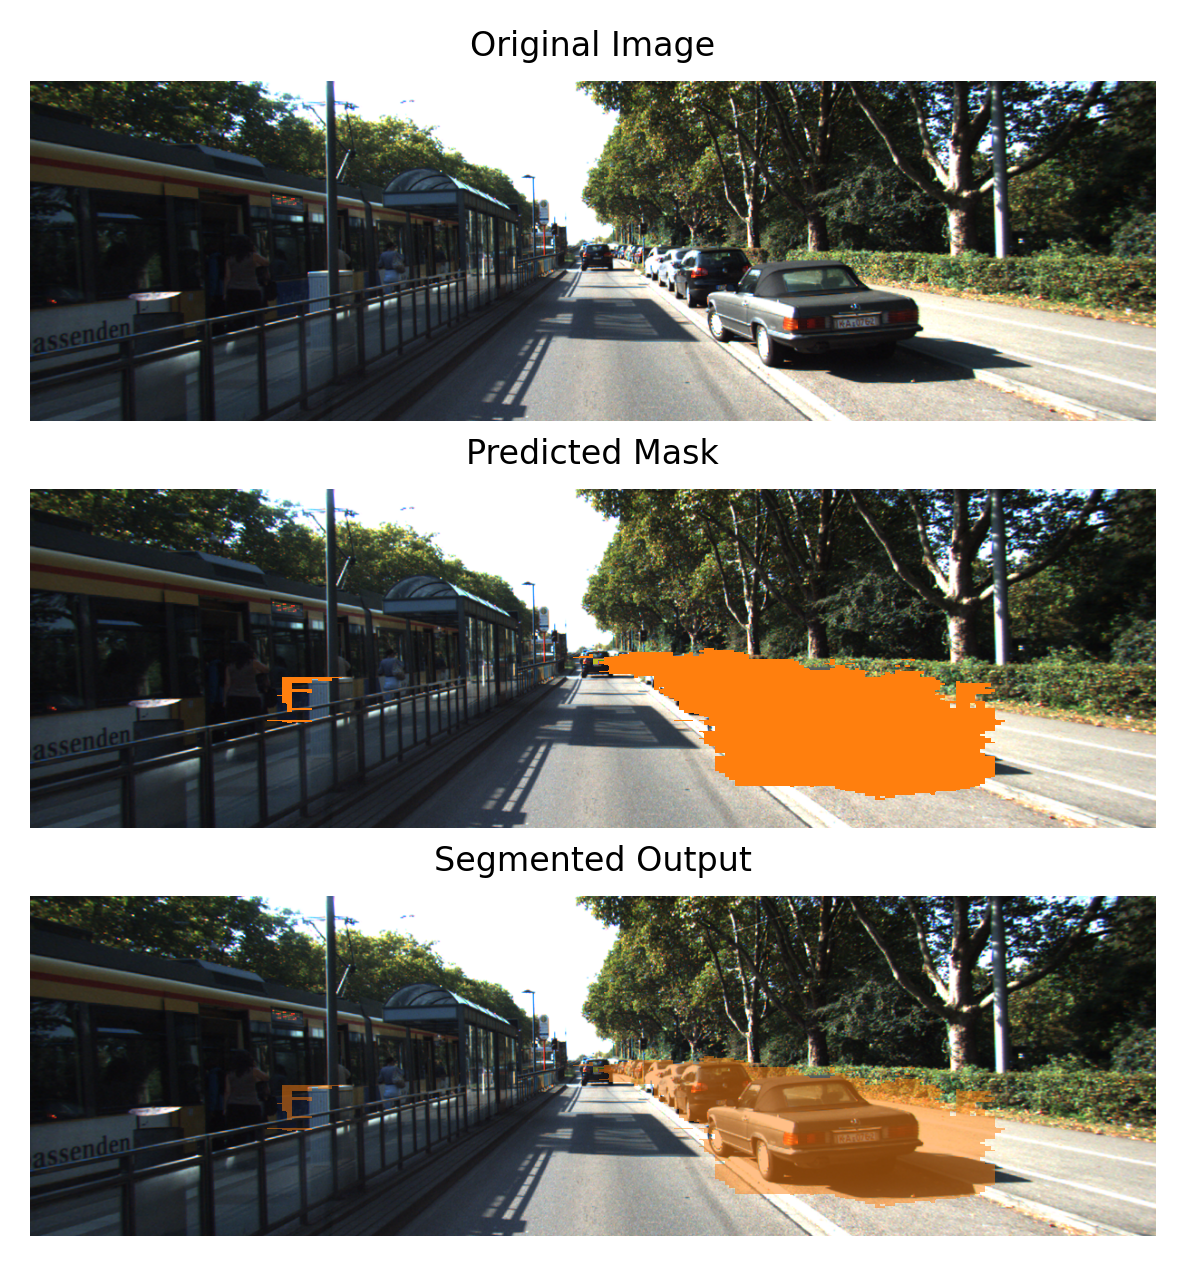 Original Image
assenden
Predicted Mask
assenden
Segmented Output
assenden